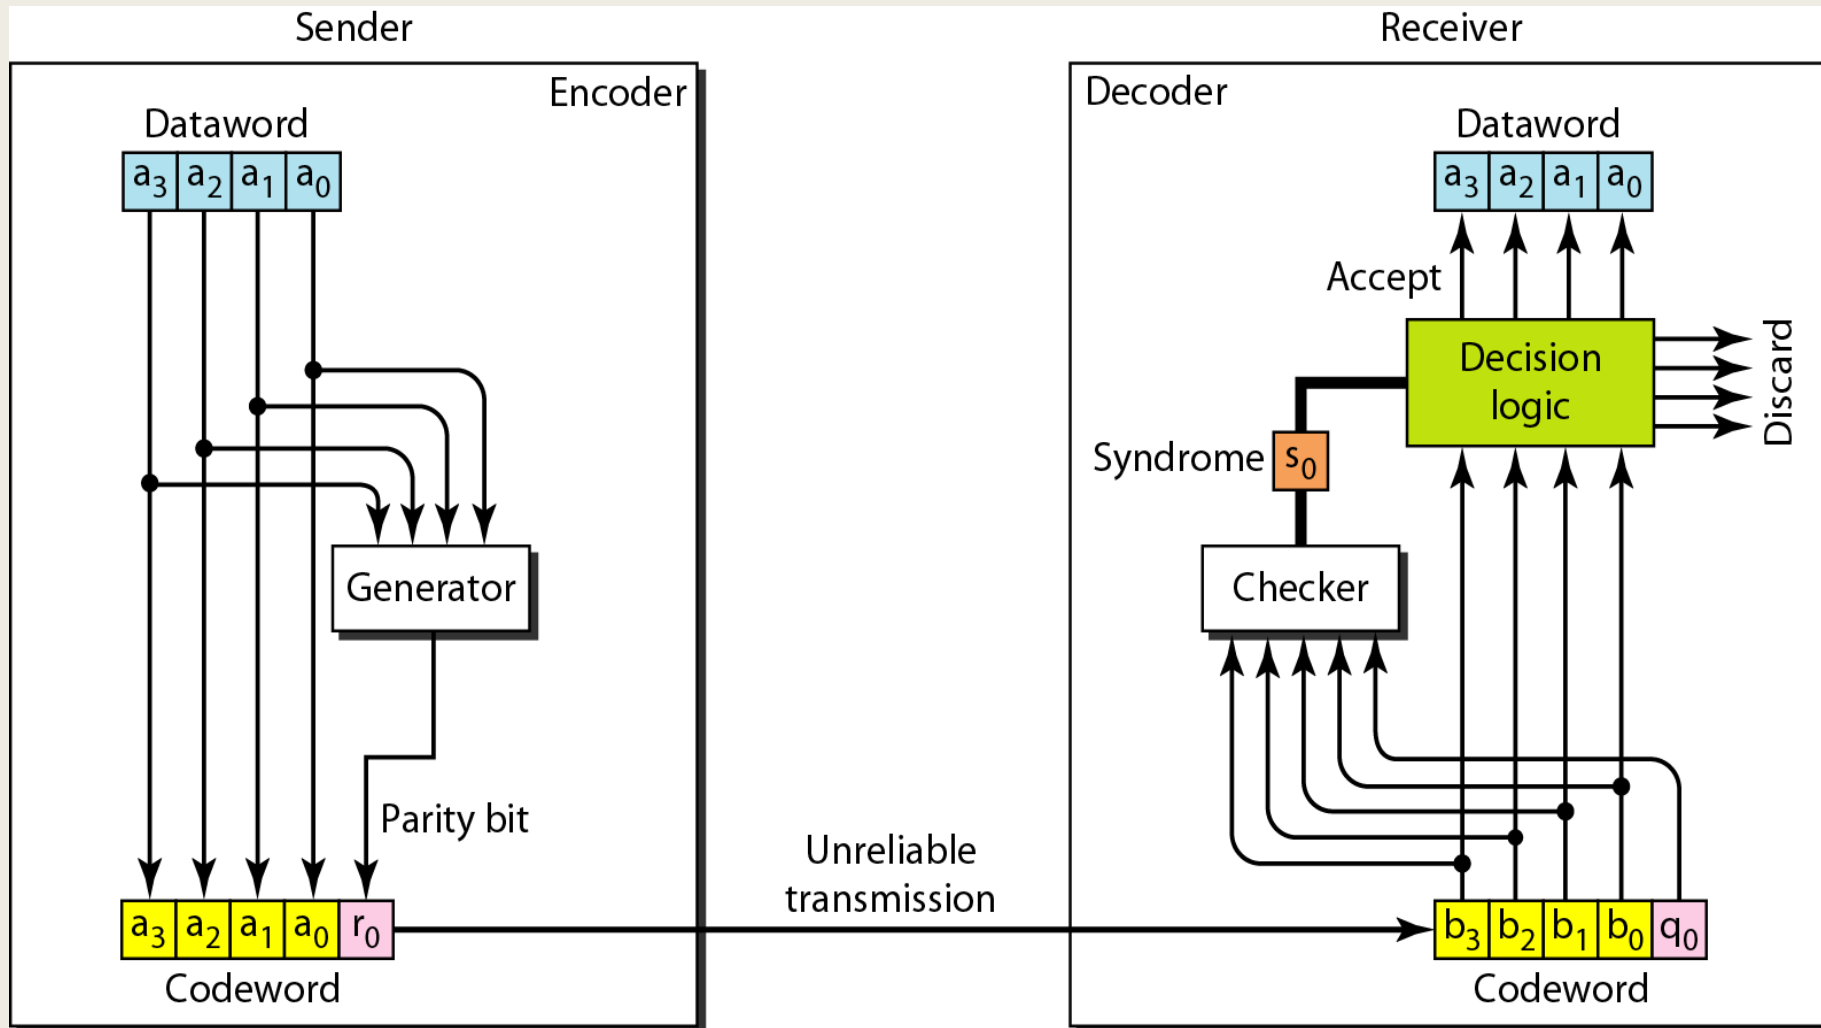 Sender
Encoder
Dataword
a3 a2 a1 a0
Generator
Parity bit
a3 a2 a1 a0 r0
Codeword
Unreliable
transmission
Receiver
Decoder
Dataword
a3 a2 a1 a0
Accept
Decision
logic
Discard
Syndrome s0
Checker
b3 b2 b1 b0 q0
Codeword